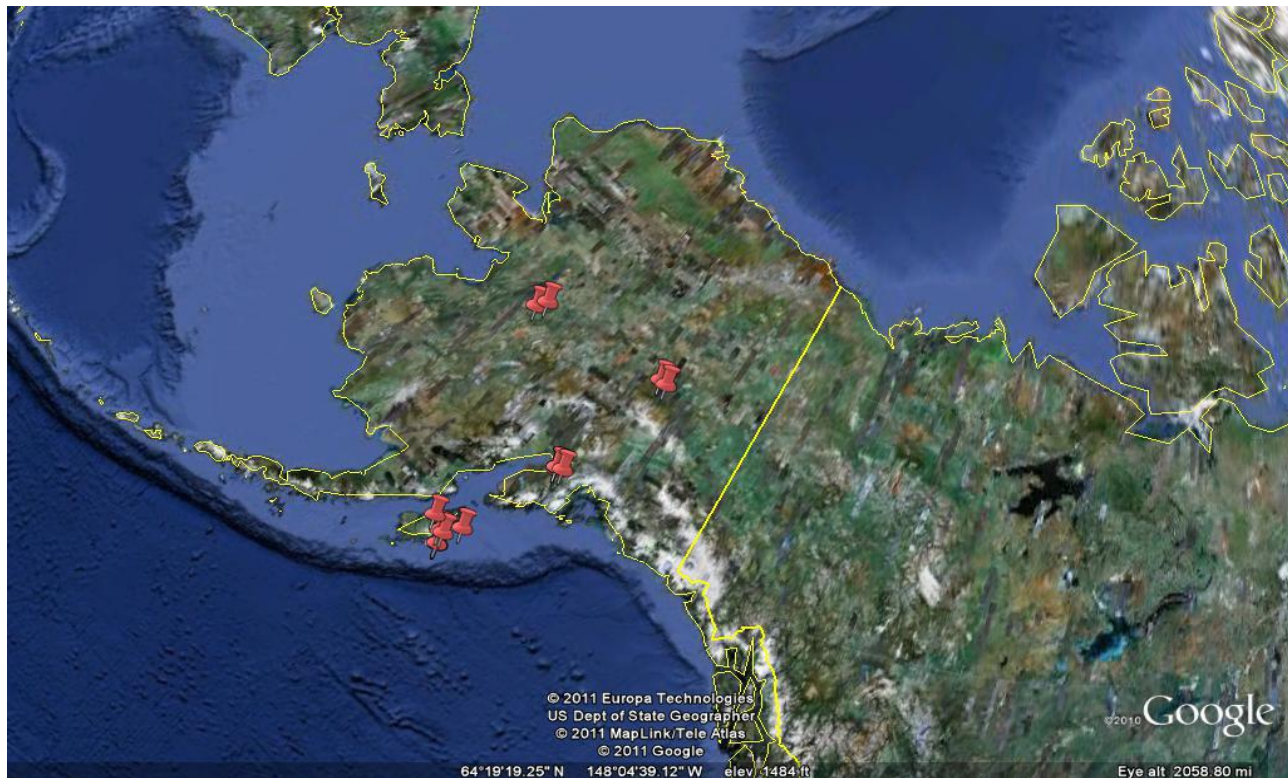 © 2011 Europa Technologies
US Dept of State Geographer
© 2011 MapLink/Tele Atlas
© 2011 Google
©2010 Google
64°19'19.25" N 148°04'39.12" W elev 1484 ft Eye alt 2058.80 mi